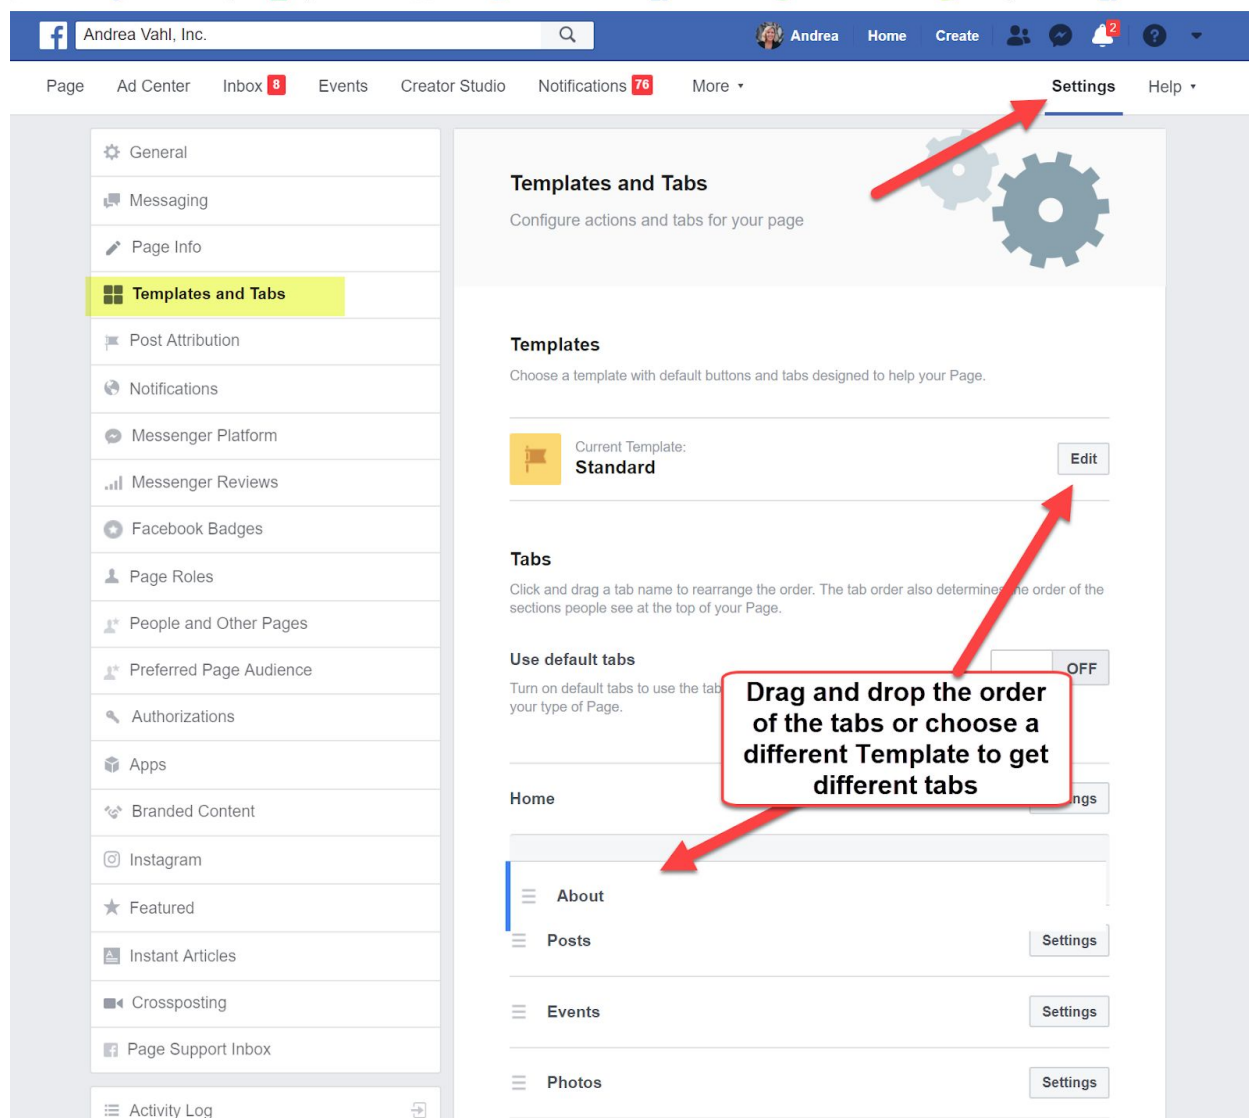 Andrea Vahl, Inc.
Andrea
Home
Create
2
Page
Ad Center
Inbox 8
Events
Creator Studio
Notifications 76
More
Settings
Help
General
Messaging
Page Info
Templates and Tabs
Post Attribution
Notifications
Messenger Platform
Messenger Reviews
Facebook Badges
Page Roles
People and Other Pages
Preferred Page Audience
Authorizations
Apps
Branded Content
Instagram
Featured
Instant Articles
Crossposting
Page Support Inbox
Activity Log
Templates and Tabs
Configure actions and tabs for your page
Templates
Choose a template with default buttons and tabs designed to help your Page.
Current Template:
Standard
Edit
Tabs
Click and drag a tab name to rearrange the order. The tab order also determines the order of the
sections people see at the top of your Page.
Use default tabs
OFF
Turn on default tabs to use the
your type of Page.
Drag and drop the order
of the tabs or choose a
different Template to get
different tabs
Home
About
Posts
Settings
Events
Settings
Photos
Settings